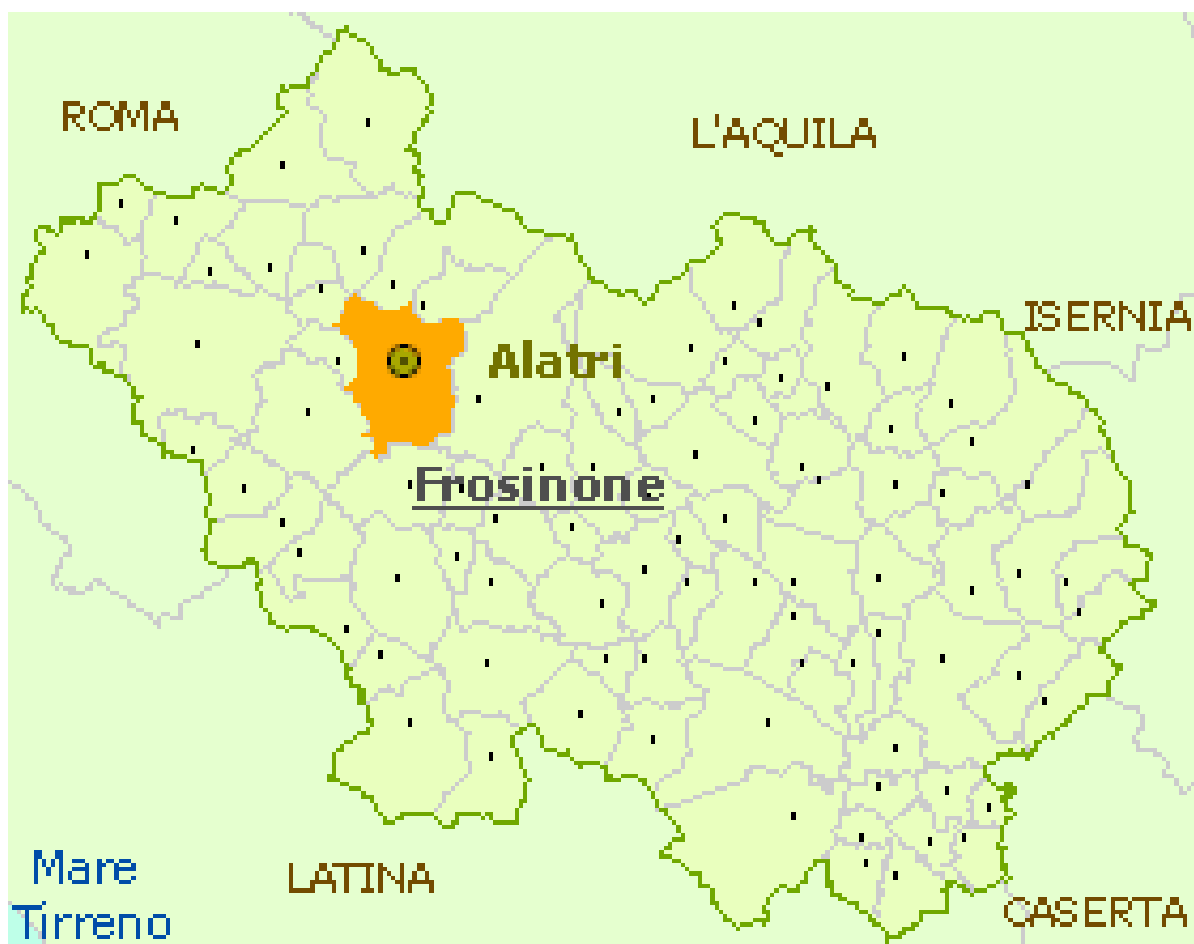 ROMA
L'AQUILA
ISERNIA
Alatri
Frosinone
Mare
Tirreno
LATINA
CASERTA